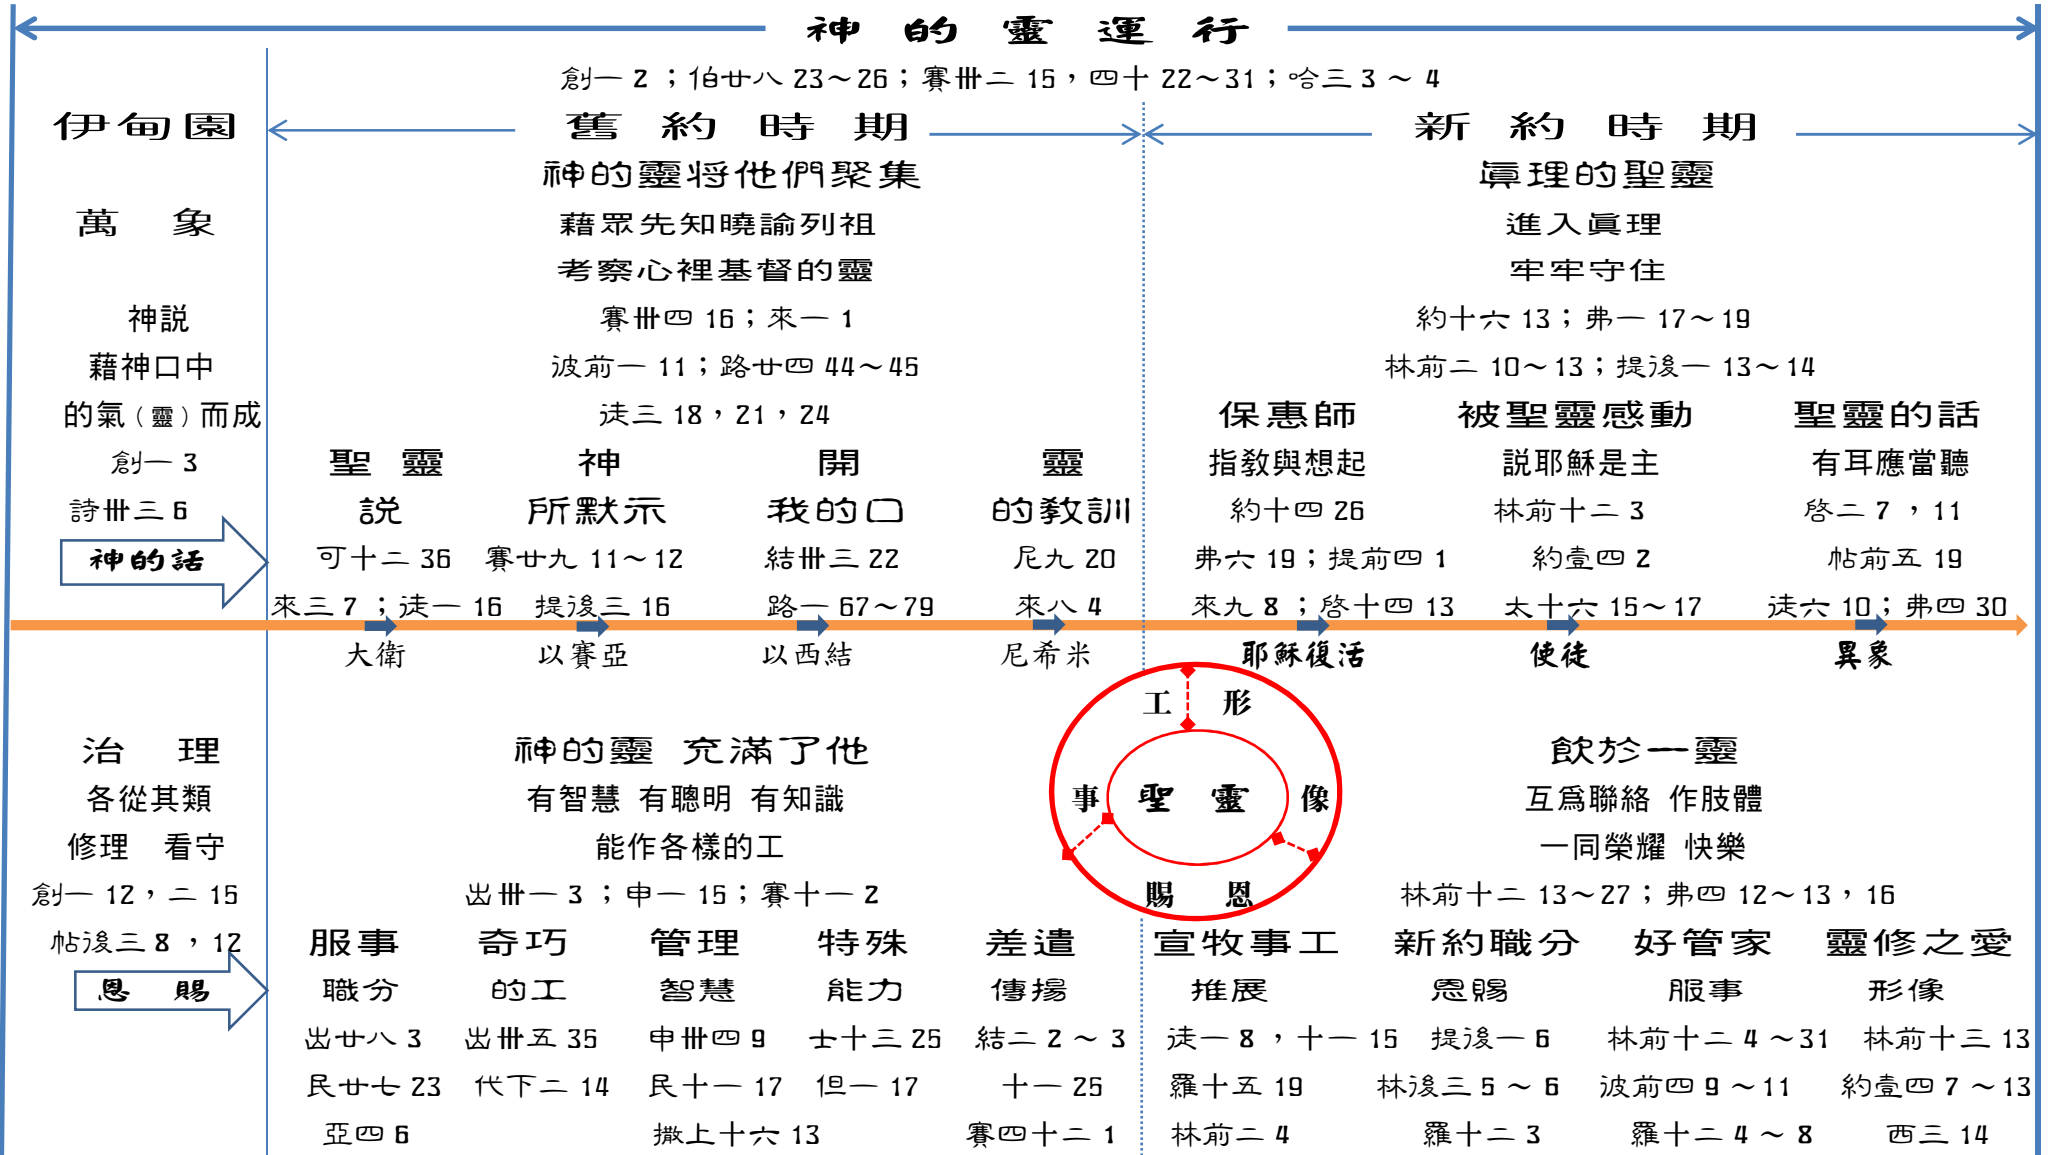 神的靈運行
創一 2；伯廿八 23～26；賽卅二 15，四十 22～31；哈三 3～4
伊甸園
萬象
神説
藉神口中
的氣（靈）而成
創一 3
詩卅三 6
神的話
舊約時期
神的靈将他們聚集
藉眾先知曉諭列祖
考察心裡基督的靈
賽卅四 16；來一 1
波前一 11；路廿四 44～45
徒三 18，21，24
聖靈
説
可十二 36
來三 7；徒一 16
神
所默示
賽廿九 11～12
提後三 16
開
我的口
結卅三 22
路一 67～79
靈
的教訓
尼九 20
來八 4
新約時期
眞理的聖靈
進入眞理
牢牢守住
約十六 13；弗一 17～19
林前二 10～13；提後一 13～14
保惠師
指教與想起
約十四 26
弗六 19；提前四 1
來九 8；啓十四 13
被聖靈感動
説耶穌是主
林前十二 3
約壹四 2
太十六 15～17
聖靈的話
有耳應當聽
啓二 7，11
帖前五 19
徒六 10；弗四 30
大衛
以賽亞
以西結
尼希米
耶穌復活
使徒
異象
工
形
事
聖靈
像
賜
恩
治理
各從其類
修理 看守
創一 12，二 15
帖後三 8，12
恩賜
神的靈 充滿了他
有智慧 有聰明 有知識
能作各樣的工
出卅一 3；申一 15；賽十一 2
服事
職分
出廿八 3
民廿七 23
亞四 6
奇巧
的工
出卅五 35
代下二 14
管理
智慧
申卅四 9
民十一 17
撒上十六 13
特殊
能力
士十三 25
但一 17
差遣
傳揚
結二 2～3
十一 25
賽四十二 1
飲於一靈
互爲聯絡 作肢體
一同榮耀 快樂
林前十二 13～27；弗四 12～13，16
宣牧事工
推展
徒一 8，十一 15
羅十五 19
林前二 4
新約職分
恩賜
提後一 6
林後三 5～6
羅十二 3
好管家
服事
林前十二 4～31
波前四 9～11
羅十二 4～8
靈修之愛
形像
林前十三 13
約壹四 7～13
西三 14